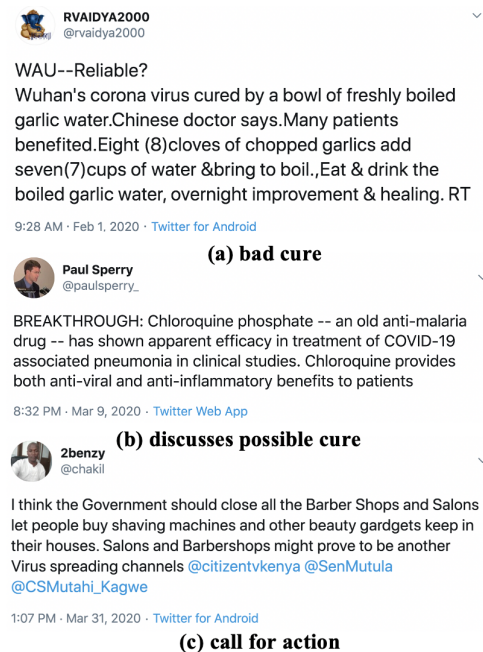 RVAIDYA2000
@rvaidya2000
WAU--Reliable?
Wuhan's corona virus cured by a bowl of freshly boiled
garlic water.Chinese doctor says.Many patients
benefited.Eight (8)cloves of chopped garlics add
seven(7)cups of water &bring to boil.,Eat & drink the
boiled garlic water, overnight improvement & healing. RT
9:28 AM · Feb 1, 2020 · Twitter for Android
(a) bad cure
Paul Sperry
@paulsperry_
BREAKTHROUGH: Chloroquine phosphate -- an old anti-malaria
drug -- has shown apparent efficacy in treatment of COVID-19
associated pneumonia in clinical studies. Chloroquine provides
both anti-viral and anti-inflammatory benefits to patients
8:32 PM · Mar 9, 2020 · Twitter Web App
(b) discusses possible cure
2benzy
@chakil
I think the Government should close all the Barber Shops and Salons
let people buy shaving machines and other beauty gardgets keep in
their houses. Salons and Barbershops might prove to be another
Virus spreading channels @citizentvkenya @SenMutula
@CSMutahi_Kagwe
1:07 PM · Mar 31, 2020 · Twitter for Android
(c) call for action